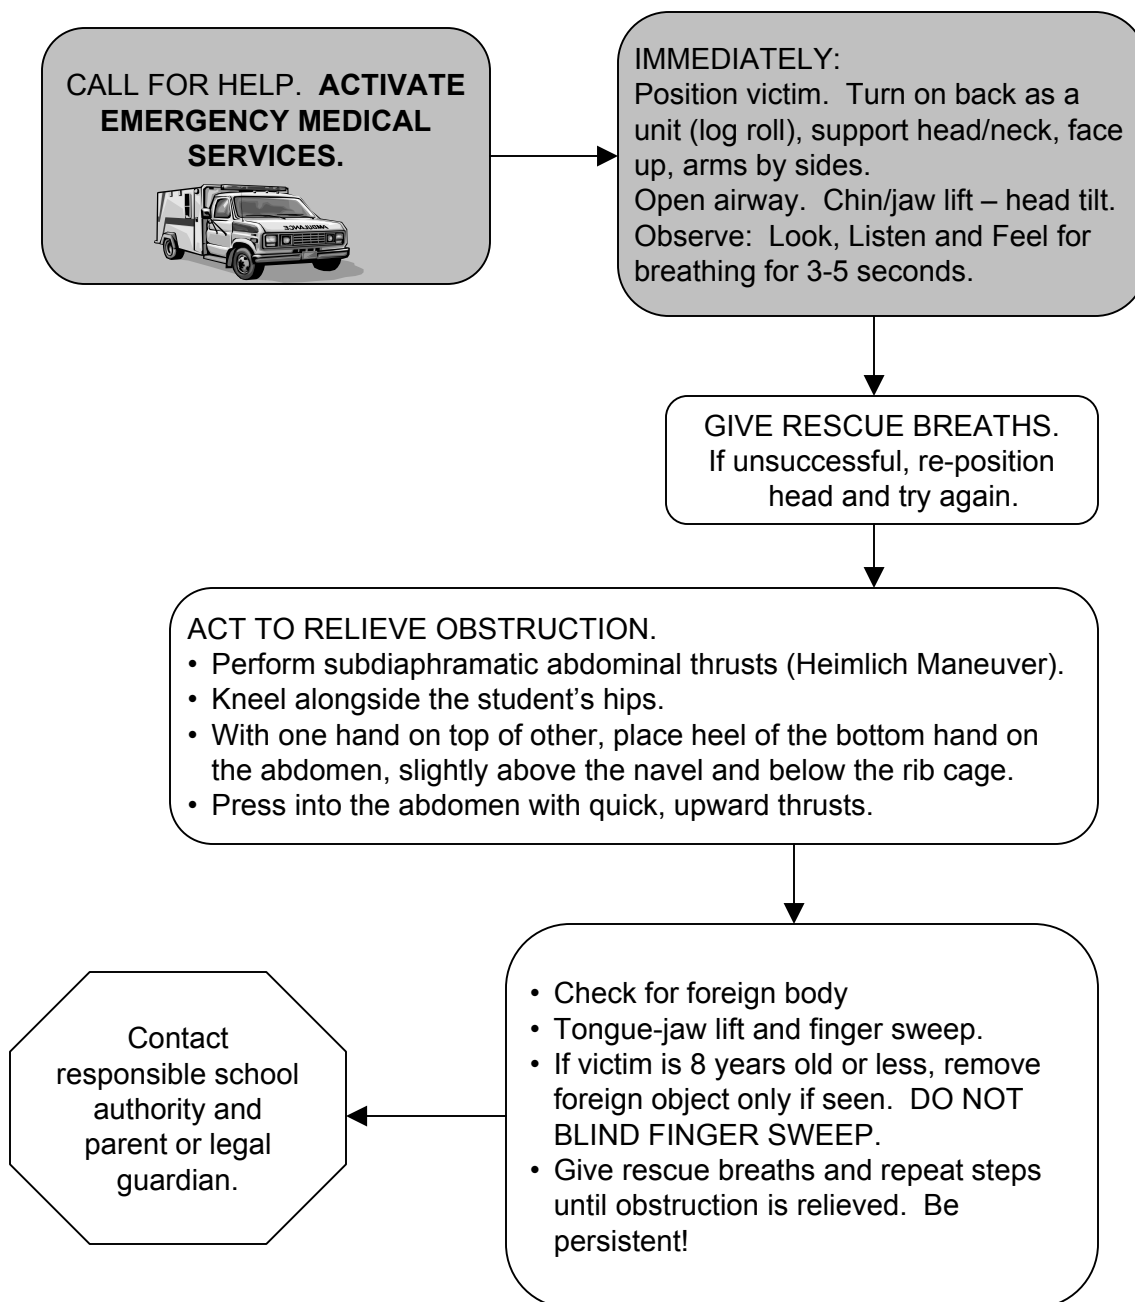 CALL FOR HELP.  ACTIVATE
EMERGENCY MEDICAL
SERVICES.
AMBULANCE
IMMEDIATELY:
Position victim.  Turn on back as a
unit (log roll), support head/neck, face
up, arms by sides.
Open airway.  Chin/jaw lift – head tilt.
Observe:  Look, Listen and Feel for
breathing for 3-5 seconds.
GIVE RESCUE BREATHS.
If unsuccessful, re-position
head and try again.
ACT TO RELIEVE OBSTRUCTION.
• Perform subdiaphramatic abdominal thrusts (Heimlich Maneuver).
• Kneel alongside the student’s hips.
• With one hand on top of other, place heel of the bottom hand on
the abdomen, slightly above the navel and below the rib cage.
• Press into the abdomen with quick, upward thrusts.
• Check for foreign body
• Tongue-jaw lift and finger sweep.
• If victim is 8 years old or less, remove
foreign object only if seen.  DO NOT
BLIND FINGER SWEEP.
• Give rescue breaths and repeat steps
until obstruction is relieved.  Be
persistent!
Contact
responsible school
authority and
parent or legal
guardian.